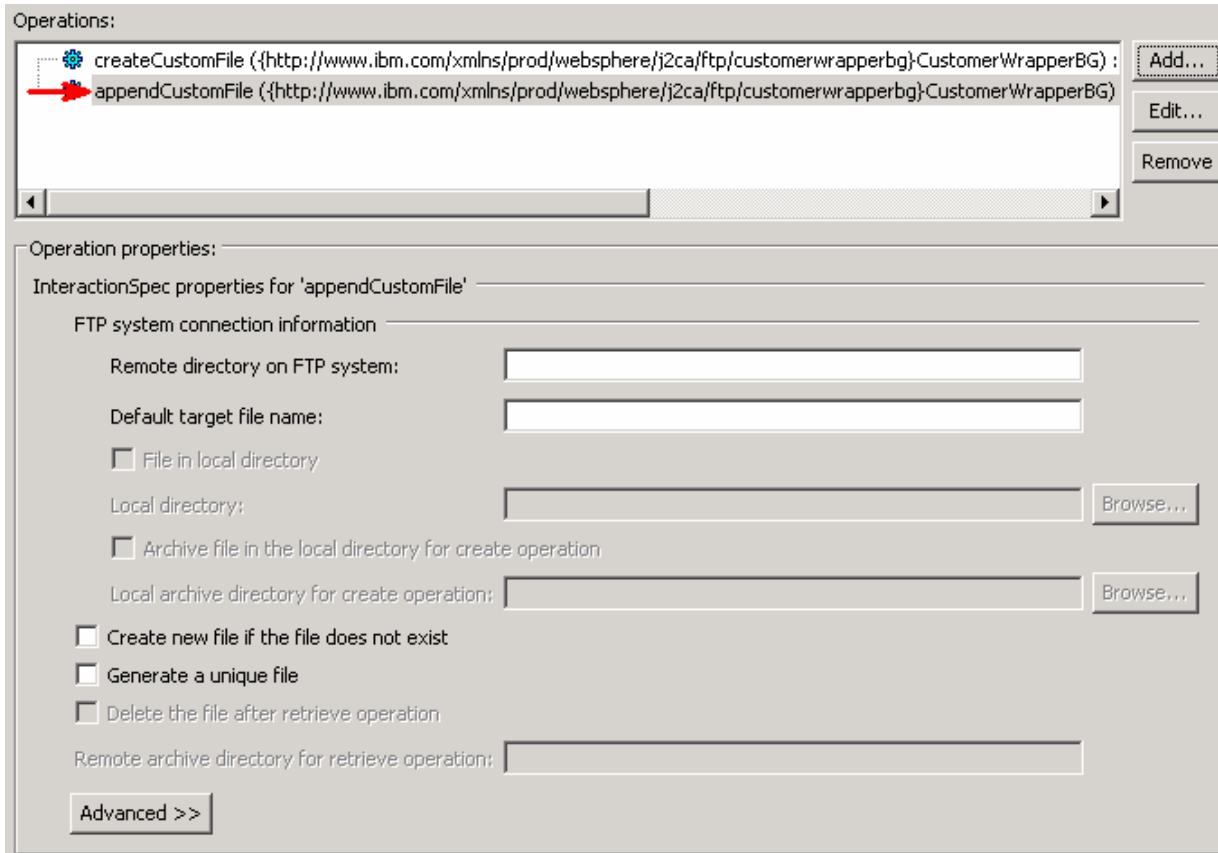 Operations:
createCustomFile ({http://www.ibm.com/xmlns/prod/websphere/j2ca/ftp/customerwrapperbg}CustomerWrapperBG) :
Add...
appendCustomFile ({http://www.ibm.com/xmlns/prod/websphere/j2ca/ftp/customerwrapperbg}CustomerWrapperBG)
Edit...
Remove
Operation properties:
InteractionSpec properties for 'appendCustomFile'
FTP system connection information
Remote directory on FTP system:
Default target file name:
File in local directory
Local directory:
Browse...
Archive file in the local directory for create operation
Local archive directory for create operation:
Browse...
Create new file if the file does not exist
Generate a unique file
Delete the file after retrieve operation
Remote archive directory for retrieve operation:
Advanced >>